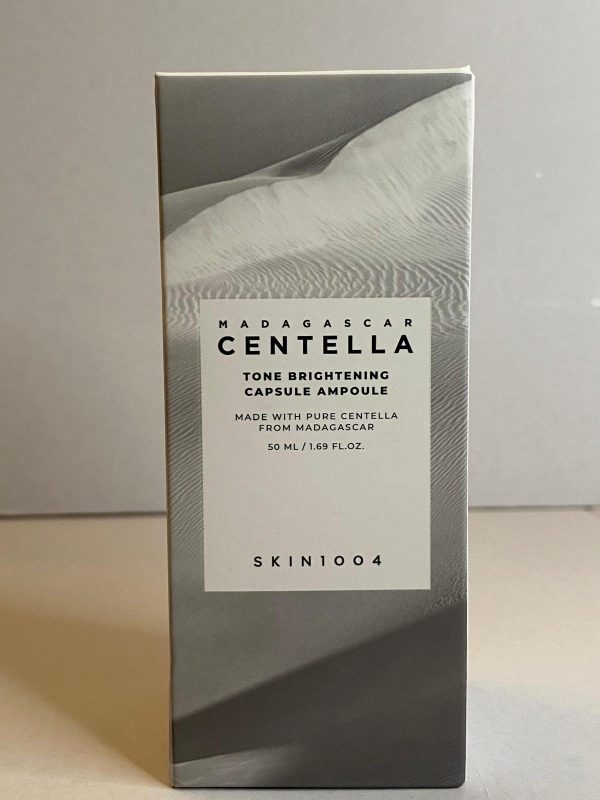 MADAGASCAR
CENTELLA
TONE BRIGHTENING
CAPSULE AMPOULE
MADE WITH PURE CENTELLA
FROM MADAGASCAR
50 ML / 1.69 FL.OZ.
SKIN1004